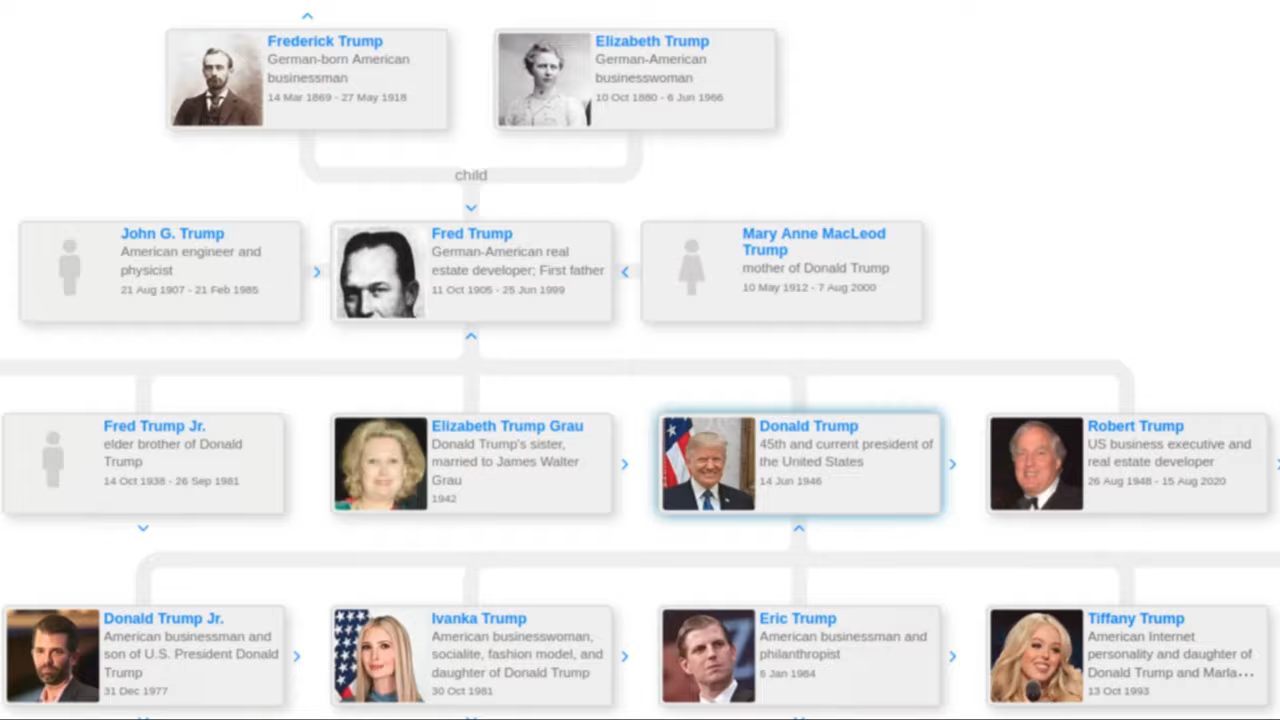 Frederick Trump
German-born American
businessman
14 Mar 1869 - 27 May 1918
Elizabeth Trump
German-American
businesswoman
10 Oct 1880 - 6 Jun 1966
child
John G. Trump
American engineer and
physicist
21 Aug 1907 - 21 Feb 1985
Fred Trump
German-American real
estate developer; First father
11 Oct 1905 - 25 Jun 1999
Mary Anne MacLeod
Trump
mother of Donald Trump
10 May 1912 - 7 Aug 2000
Fred Trump Jr.
elder brother of Donald
Trump
14 Oct 1938 - 26 Sep 1981
Elizabeth Trump Grau
Donald Trump's sister,
married to James Walter
Grau
1942
Donald Trump
45th and current president of
the United States
14 Jun 1946
Robert Trump
US business executive and
real estate developer
26 Aug 1948 - 15 Aug 2020
Donald Trump Jr.
American businessman and
son of U.S. President Donald
Trump
31 Dec 1977
Ivanka Trump
American businesswoman,
socialite, fashion model, and
daughter of Donald Trump
30 Oct 1981
Eric Trump
American businessman and
philanthropist
6 Jan 1984
Tiffany Trump
American Internet
personality and daughter of
Donald Trump and Marla…
13 Oct 1993